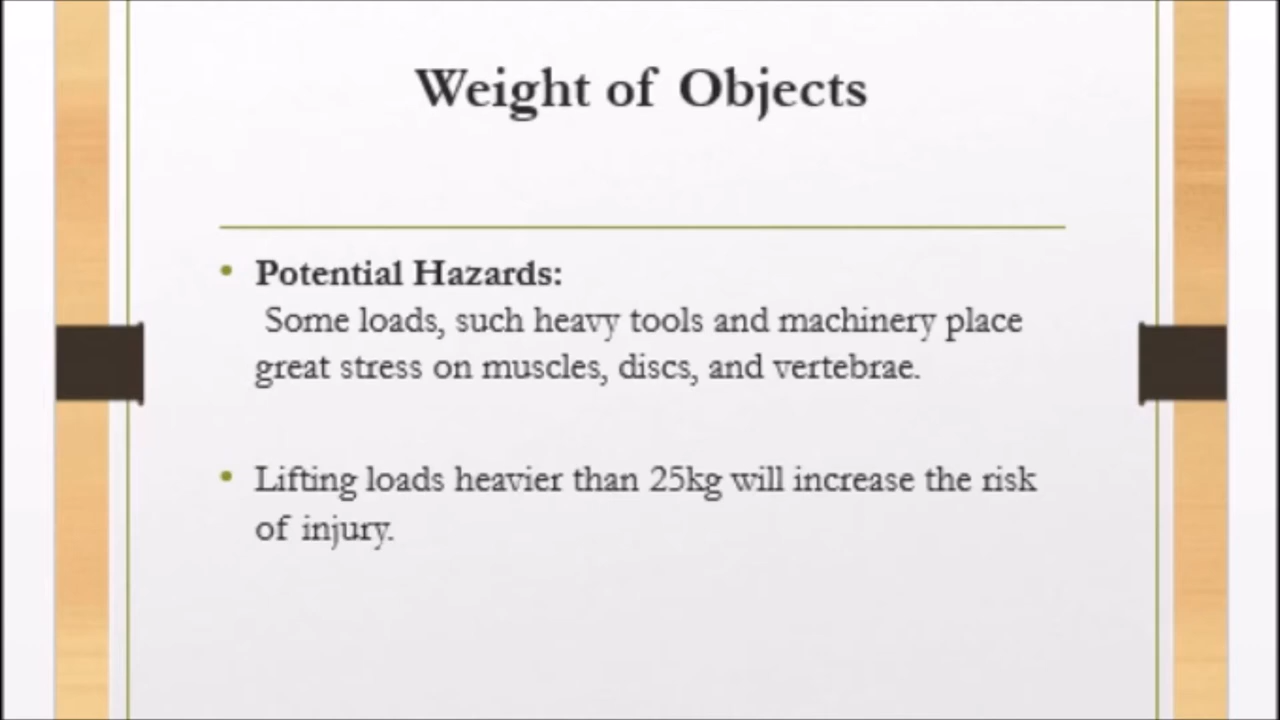 Weight of Objects
• Potential Hazards:
Some loads, such heavy tools and machinery place
great stress on muscles, discs, and vertebrae.
• Lifting loads heavier than 25kg will increase the risk
of injury.